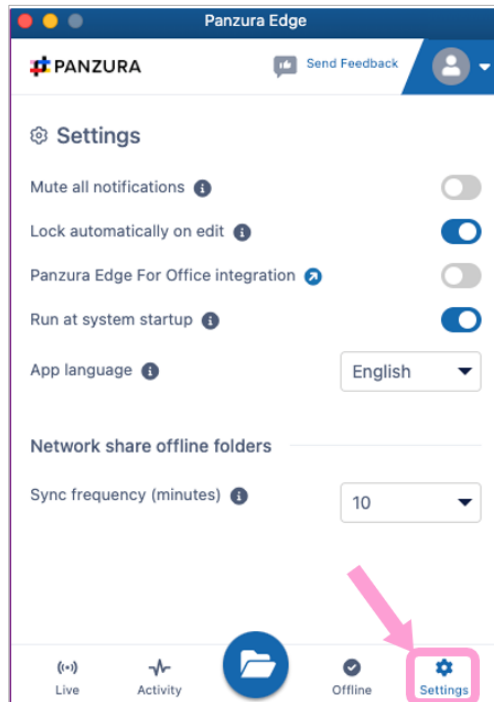 Panzura Edge
PANZURA
Send Feedback
Settings
Mute all notifications
Lock automatically on edit
Panzura Edge For Office integration
Run at system startup
App language
English
Network share offline folders
Sync frequency (minutes)
10
Live
Activity
Offline
Settings